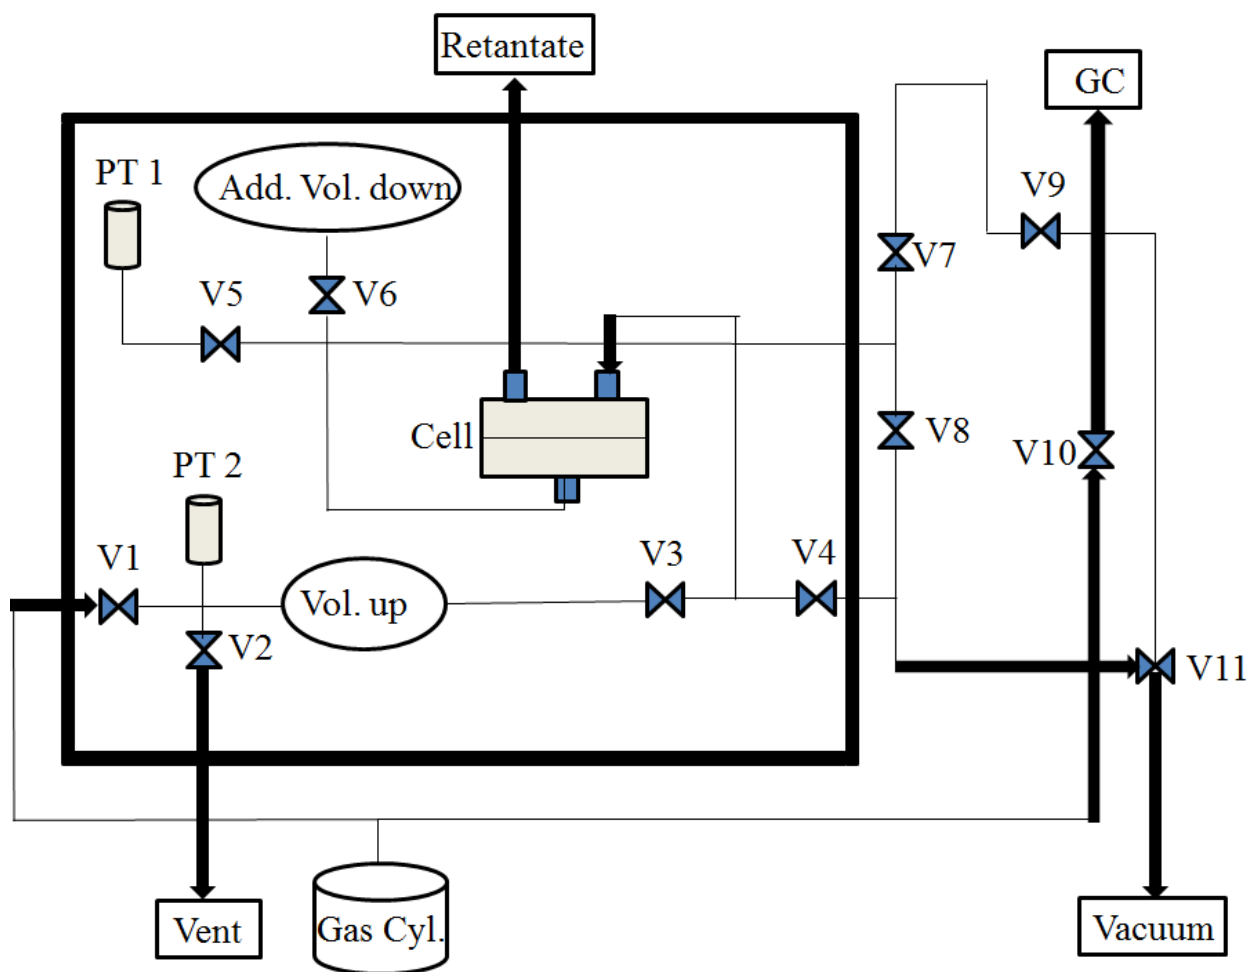 Retantate
GC
PT 1
Add. Vol. down
V9
V7
V5
V6
Cell
V8
V10
PT 2
V1
V3
V4
Vol. up
V2
V11
Vent
Gas Cyl.
Vacuum